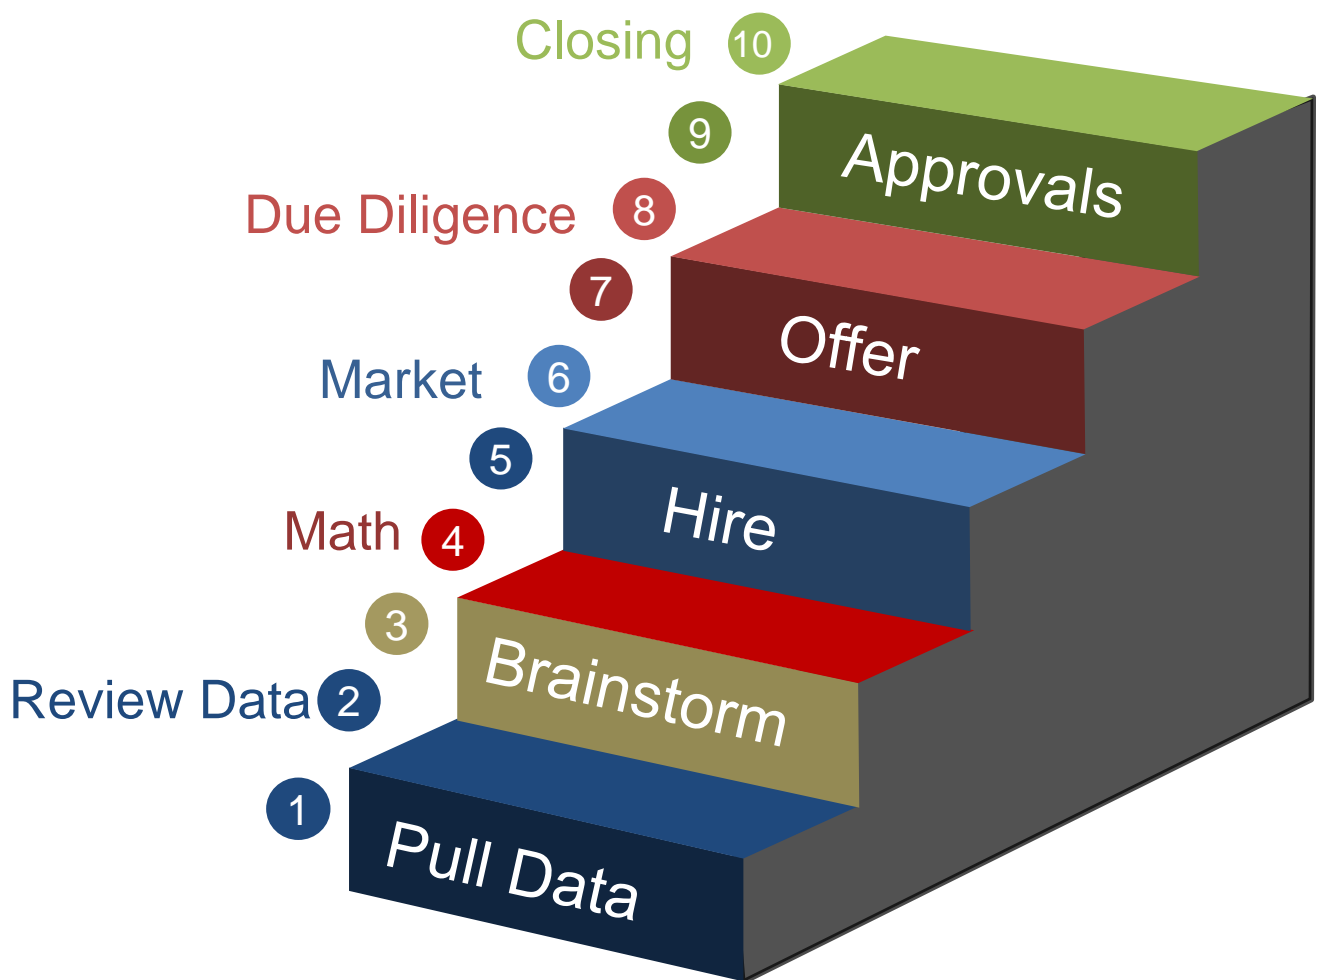 Closing 10
9 Approvals
Due Diligence 8
7 Offer
Market 6
5 Hire
Math 4
3 Brainstorm
Review Data 2
1 Pull Data